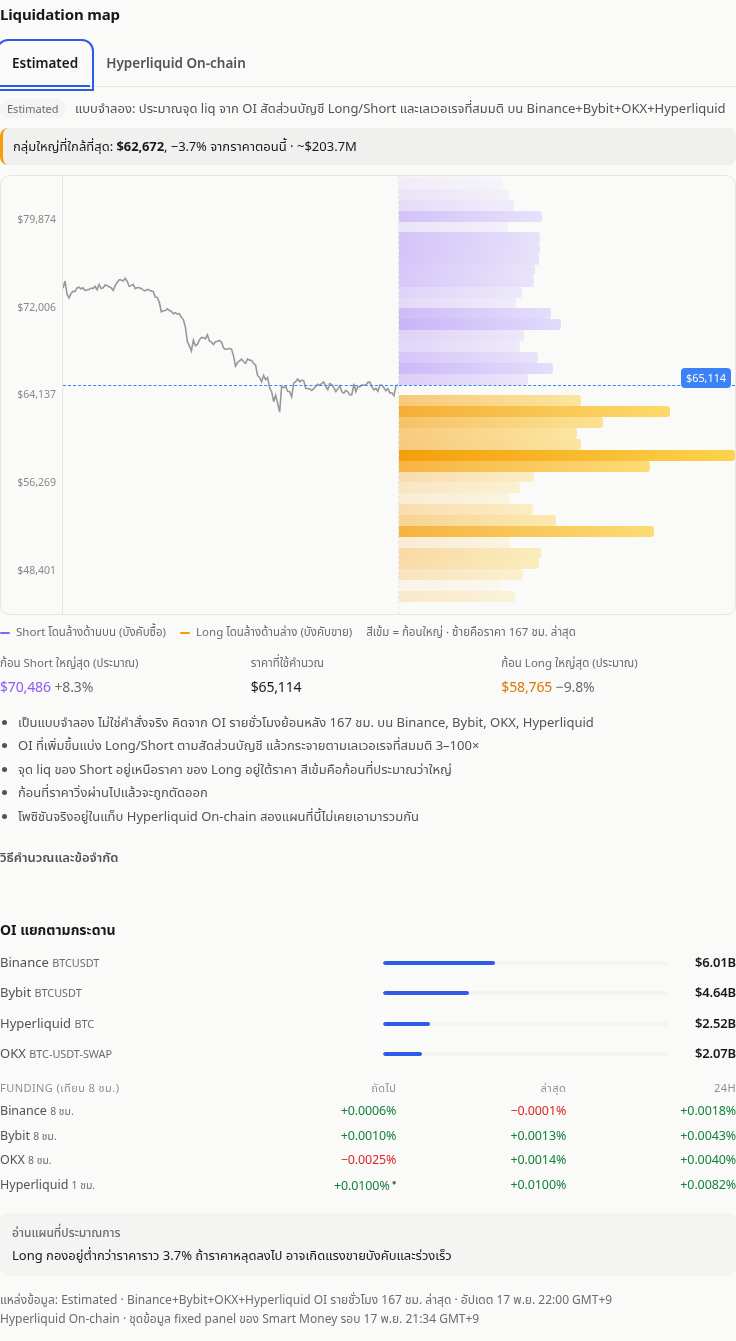 Liquidation map
Estimated Hyperliquid On-chain
Estimated แบบจำลอง: ประมาณจุด liq จาก OI สัดส่วนบัญชี Long/Short และเลเวอเรจที่สมมติ บน Binance+Bybit+OKX+Hyperliquid
กลุ่มใหญ่ที่ใกล้ที่สุด: $62,672, −3.7% จากราคาตอนนี้ · ~$203.7M
$79,874
$72,006
$65,114
$64,137
$56,269
$48,401
Short โดนล้างด้านบน (บังคับซื้อ) Long โดนล้างด้านล่าง (บังคับขาย) สีเข้ม = ก้อนใหญ่ · ซ้ายคือราคา 167 ชม. ล่าสุด
ก้อน Short ใหญ่สุด (ประมาณ) ราคาที่ใช้คำนวณ ก้อน Long ใหญ่สุด (ประมาณ)
$70,486 +8.3% $65,114 $58,765 −9.8%
• เป็นแบบจำลอง ไม่ใช่คำสั่งจริง คิดจาก OI รายชั่วโมงย้อนหลัง 167 ชม. บน Binance, Bybit, OKX, Hyperliquid
• OI ที่เพิ่มขึ้นแบ่ง Long/Short ตามสัดส่วนบัญชี แล้วกระจายตามเลเวอเรจที่สมมติ 3–100×
• จุด liq ของ Short อยู่เหนือราคา ของ Long อยู่ใต้ราคา สีเข้มคือก้อนที่ประมาณว่าใหญ่
• ก้อนที่ราคาวิ่งผ่านไปแล้วจะถูกตัดออก
• โพซิชันจริงอยู่ในแท็บ Hyperliquid On-chain สองแผนที่นี้ไม่เคยเอามารวมกัน
วิธีคำนวณและข้อจำกัด
OI แยกตามกระดาน
Binance BTCUSDT $6.01B
Bybit BTCUSDT $4.64B
Hyperliquid BTC $2.52B
OKX BTC-USDT-SWAP $2.07B
FUNDING (เทียบ 8 ชม.) ถัดไป ล่าสุด 24H
Binance 8 ชม. +0.0006% −0.0001% +0.0018%
Bybit 8 ชม. +0.0010% +0.0013% +0.0043%
OKX 8 ชม. −0.0025% +0.0014% +0.0040%
Hyperliquid 1 ชม. +0.0100%* +0.0100% +0.0082%
อ่านแผนที่ประมาณการ
Long กองอยู่ต่ำกว่าราคาราว 3.7% ถ้าราคาหลุดลงไป อาจเกิดแรงขายบังคับและร่วงเร็ว
แหล่งข้อมูล: Estimated · Binance+Bybit+OKX+Hyperliquid OI รายชั่วโมง 167 ชม. ล่าสุด · อัปเดต 17 พ.ย. 22:00 GMT+9
Hyperliquid On-chain · ชุดข้อมูล fixed panel ของ Smart Money รอบ 17 พ.ย. 21:34 GMT+9